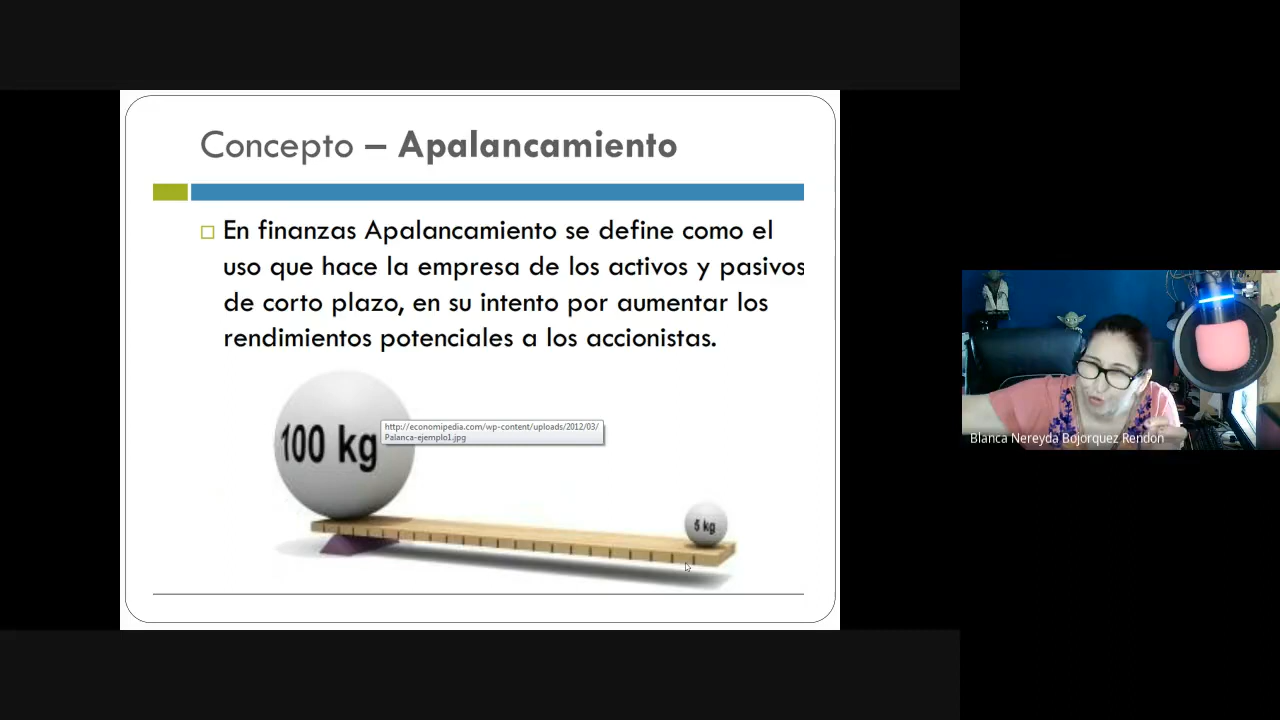 Concepto – Apalancamiento
En finanzas Apalancamiento se define como el
uso que hace la empresa de los activos y pasivos
de corto plazo, en su intento por aumentar los
rendimientos potenciales a los accionistas.
100 kg
http://economipedia.com/wp-content/uploads/2012/03/
Palanca-ejemplo1.jpg
5 kg
Blanca Nereyda Bojorquez Rendon